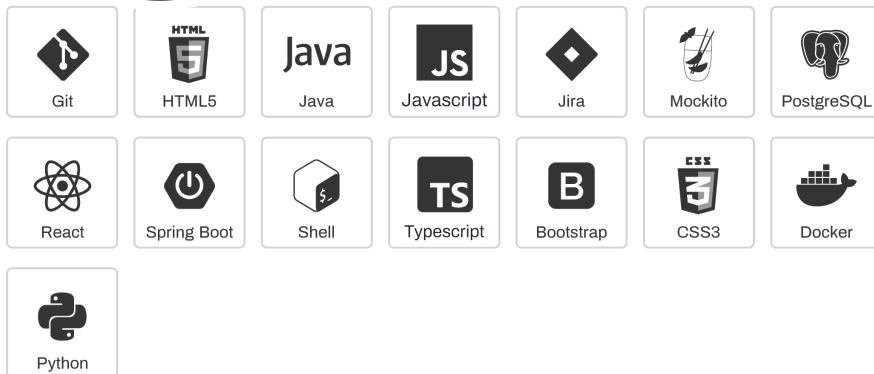 HTML
5
Java
JS
Git
HTML5
Java
Javascript
Jira
Mockito
PostgreSQL
$_
TS
B
CSS
3
React
Spring Boot
Shell
Typescript
Bootstrap
CSS3
Docker
Python